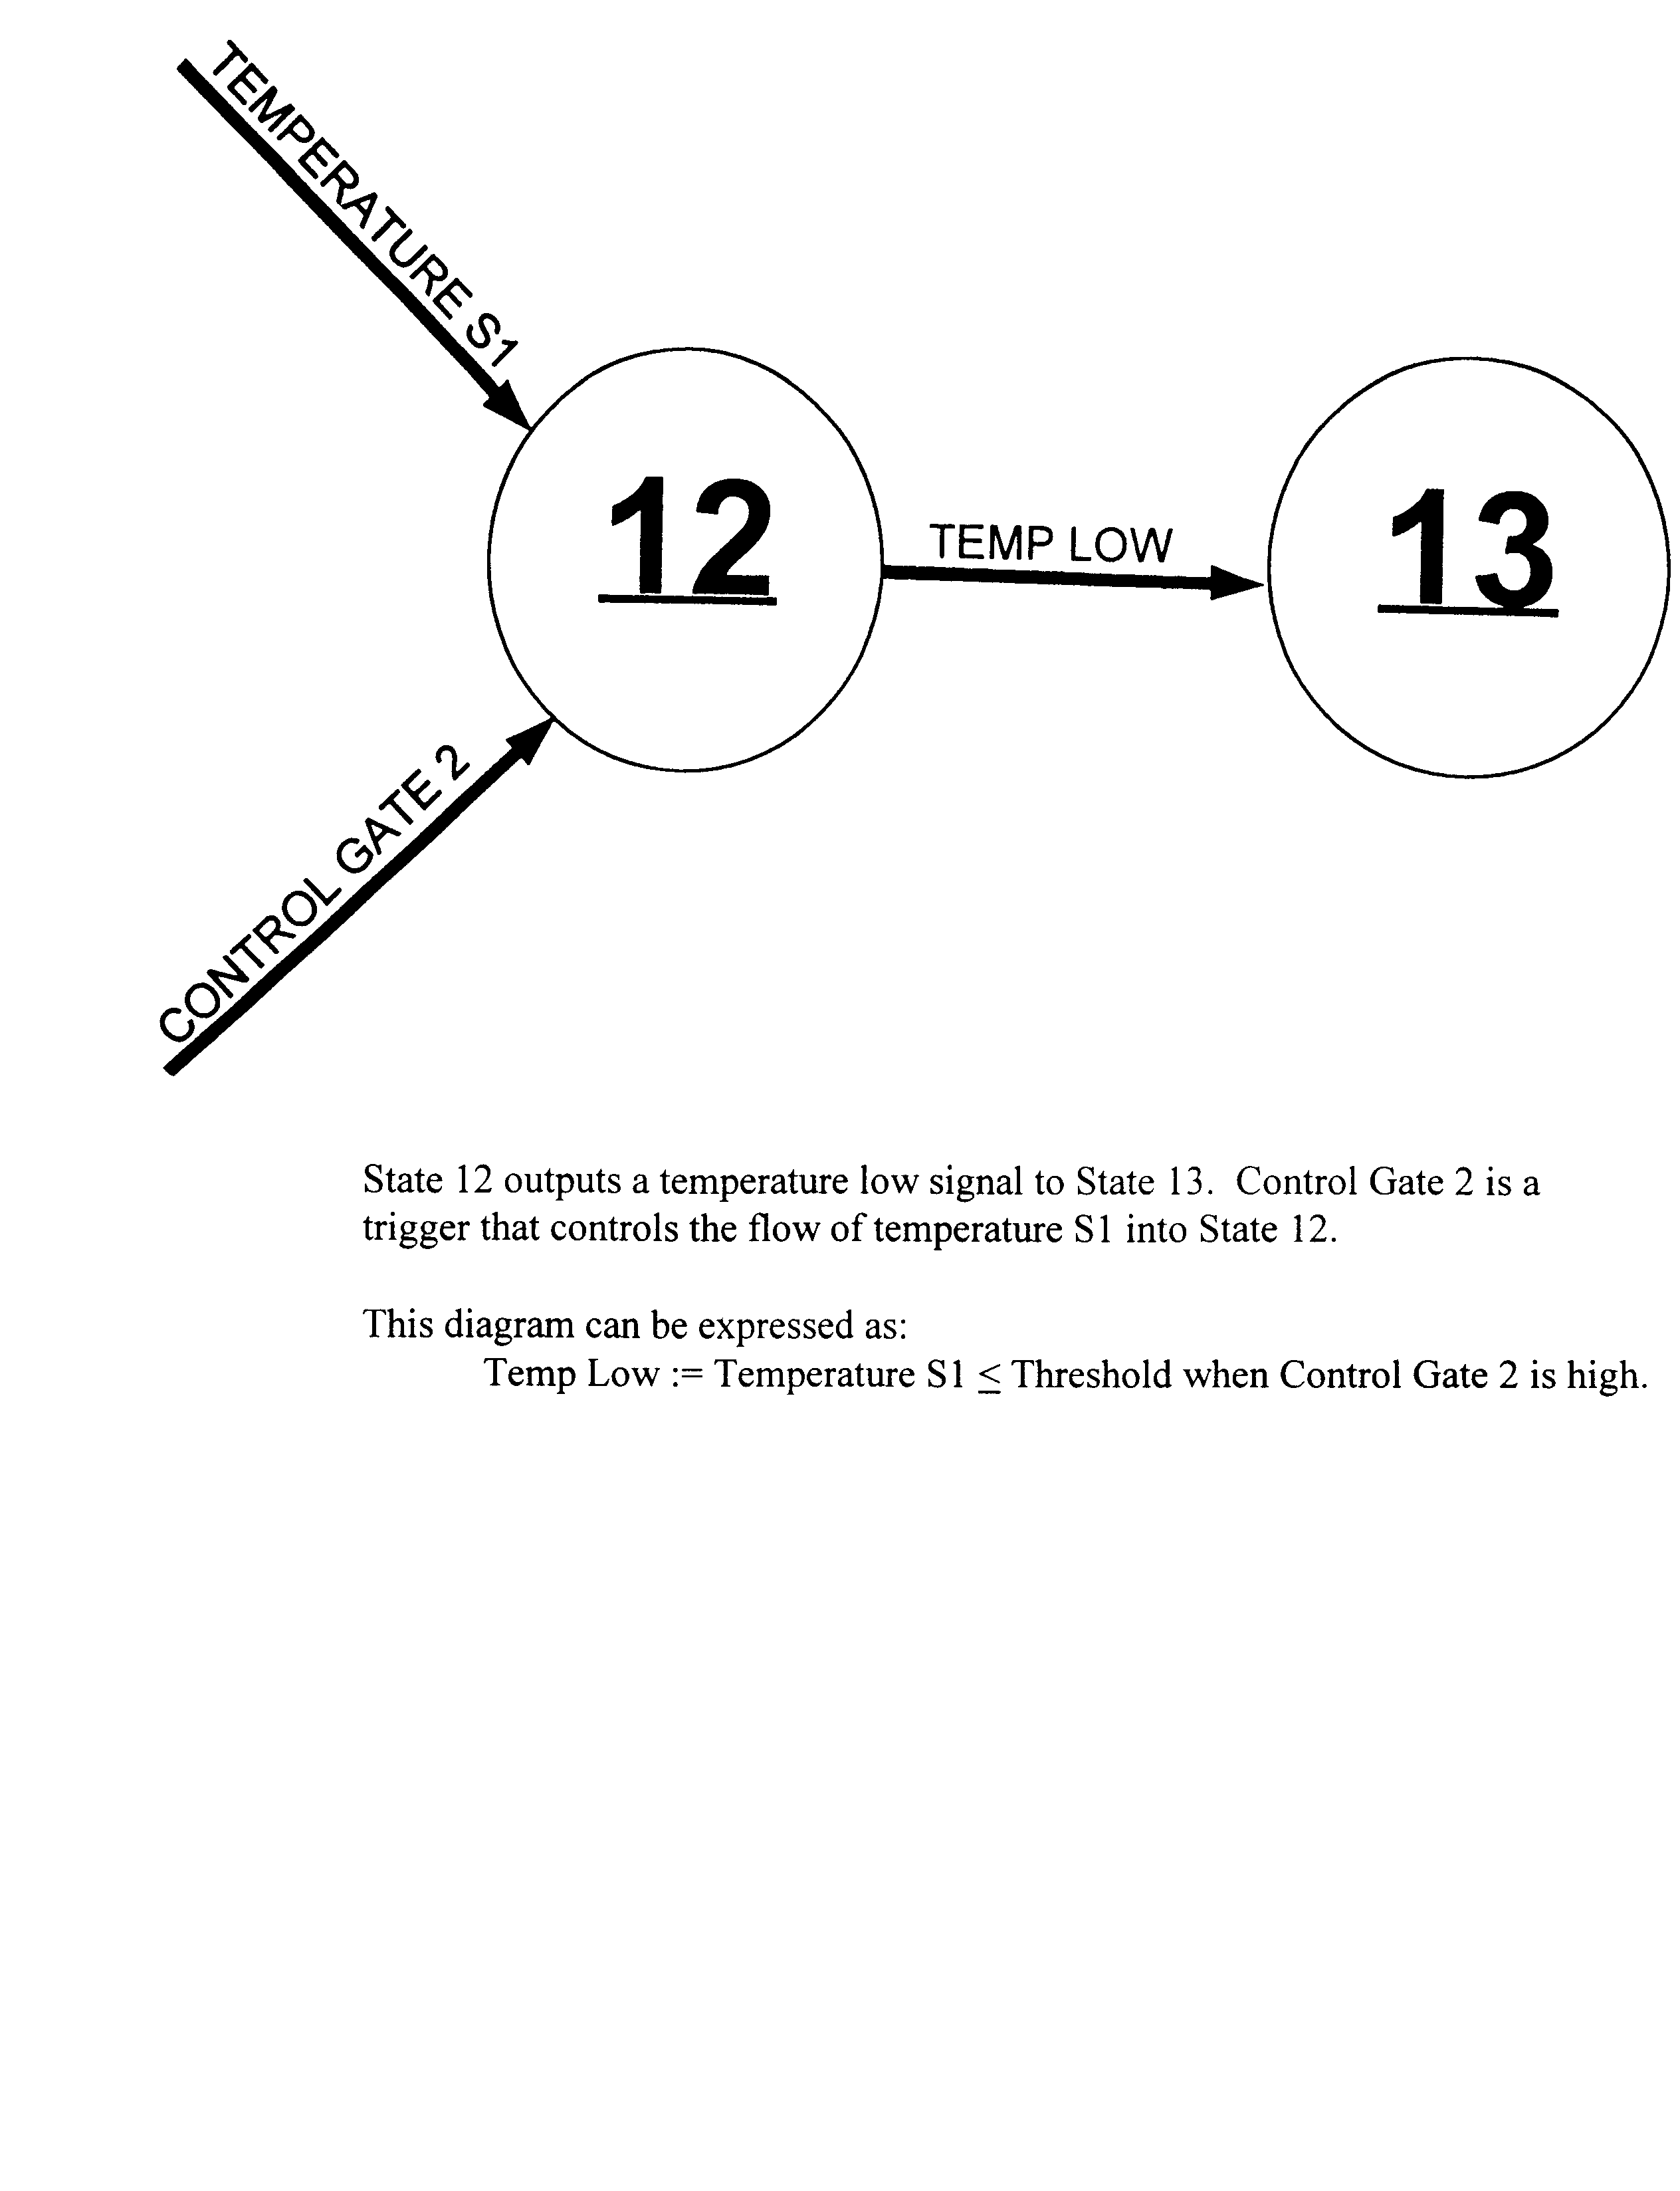 TEMPERATURE S1
12
TEMP LOW
13
CONTROL GATE 2
State 12 outputs a temperature low signal to State 13.  Control Gate 2 is a
trigger that controls the flow of temperature S1 into State 12.
This diagram can be expressed as:
Temp Low := Temperature S1 ≤ Threshold when Control Gate 2 is high.